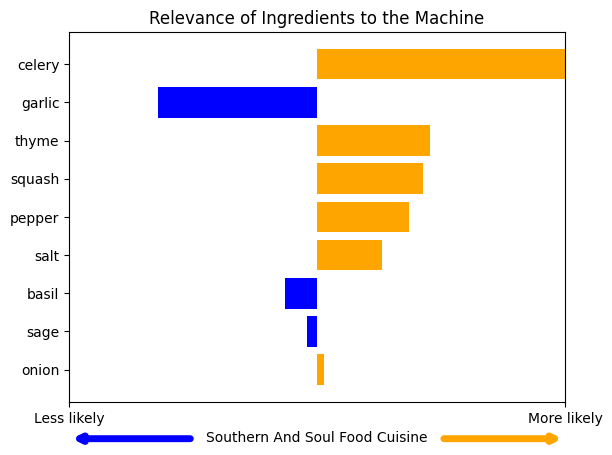 Relevance of Ingredients to the Machine
celery
garlic
thyme
squash
pepper
salt
basil
sage
onion
Less likely More likely
Southern And Soul Food Cuisine